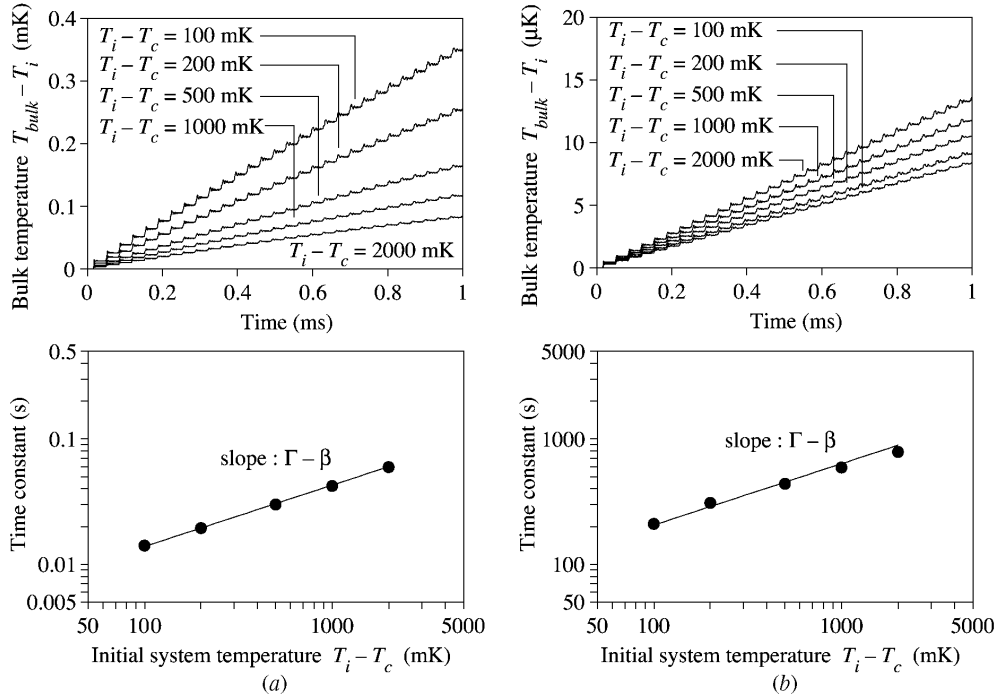 Bulk temperature T_bulk – T_i (mK)
0.4
0.3
0.2
0.1
0
T_i – T_c = 100 mK
T_i – T_c = 200 mK
T_i – T_c = 500 mK
T_i – T_c = 1000 mK
T_i – T_c = 2000 mK
0 0.2 0.4 0.6 0.8 1
Time (ms)
Bulk temperature T_bulk – T_i (μK)
20
15
10
5
0
T_i – T_c = 100 mK
T_i – T_c = 200 mK
T_i – T_c = 500 mK
T_i – T_c = 1000 mK
T_i – T_c = 2000 mK
0 0.2 0.4 0.6 0.8 1
Time (ms)
Time constant (s)
0.5
0.1
0.01
0.005
slope : Γ – β
50 100 1000 5000
Initial system temperature T_i – T_c (mK)
(a)
Time constant (s)
5000
1000
100
50
slope : Γ – β
50 100 1000 5000
Initial system temperature T_i – T_c (mK)
(b)